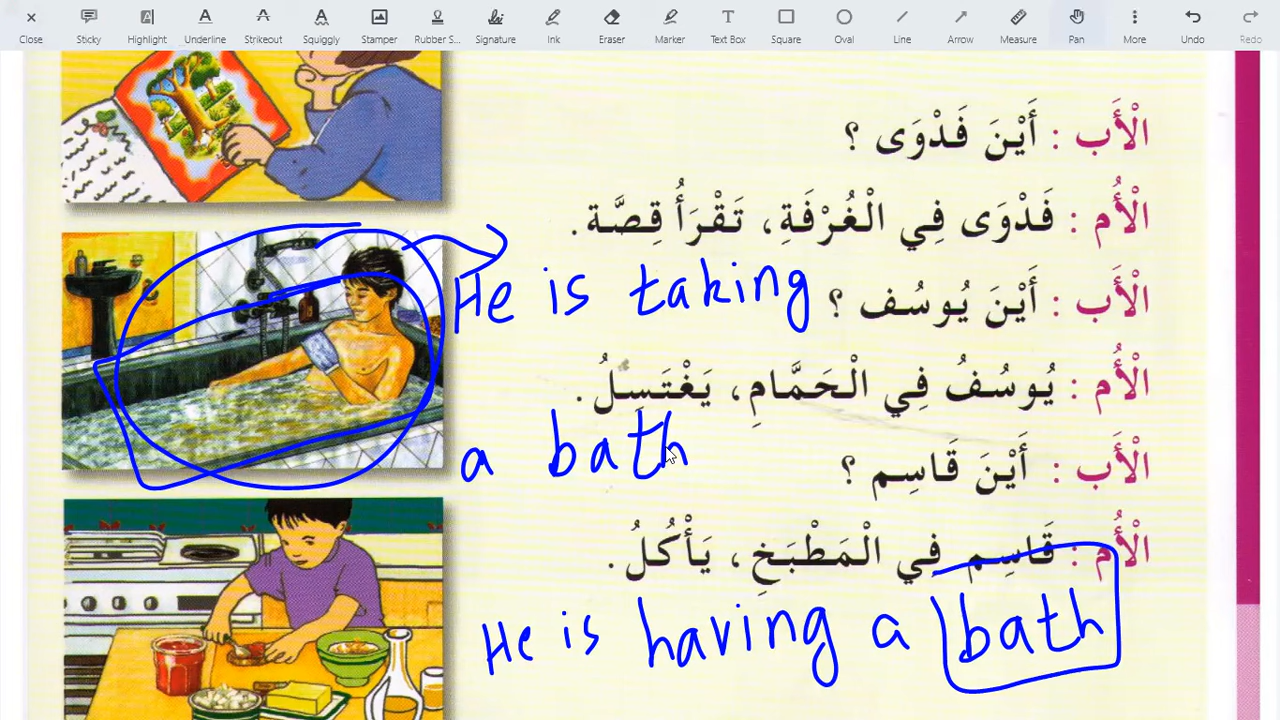 Close Sticky Highlight Underline Strikeout Squiggly Stamper Rubber S... Signature Ink Eraser Marker Text Box Square Oval Line Arrow Measure Pan More Undo Redo
الْأَب : أَيْنَ فَدْوَى ؟
الْأُم : فَدْوَى فِي الْغُرْفَةِ، تَقْرَأُ قِصَّة .
He is taking
الْأَب : أَيْنَ يُوسُف ؟
الْأُم : يُوسُفُ فِي الْحَمَّامِ، يَغْتَسِلُ .
a bath
الْأَب : أَيْنَ قَاسِم ؟
الْأُم : قَاسِم فِي الْمَطْبَخِ، يَأْكُلُ .
He is having a bath